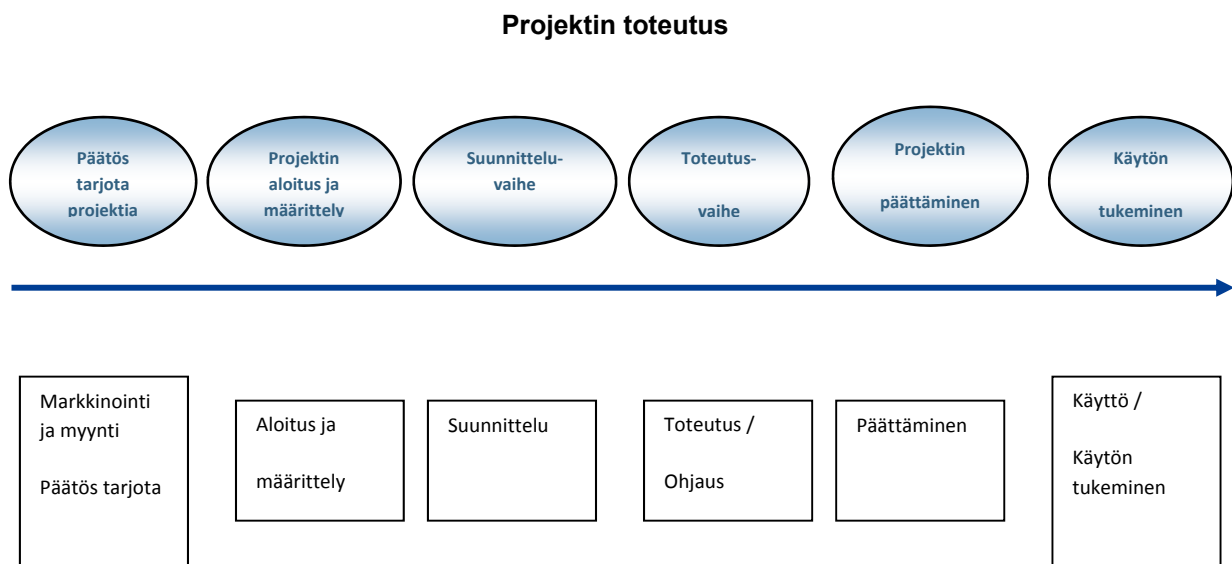 Projektin toteutus
Päätös
tarjota
projektia
Projektin
aloitus ja
määrittely
Suunnittelu-
vaihe
Toteutus-
vaihe
Projektin
päättäminen
Käytön
tukeminen
Markkinointi
ja myynti
Päätös tarjota
Aloitus ja
määrittely
Suunnittelu
Toteutus /
Ohjaus
Päättäminen
Käyttö /
Käytön
tukeminen